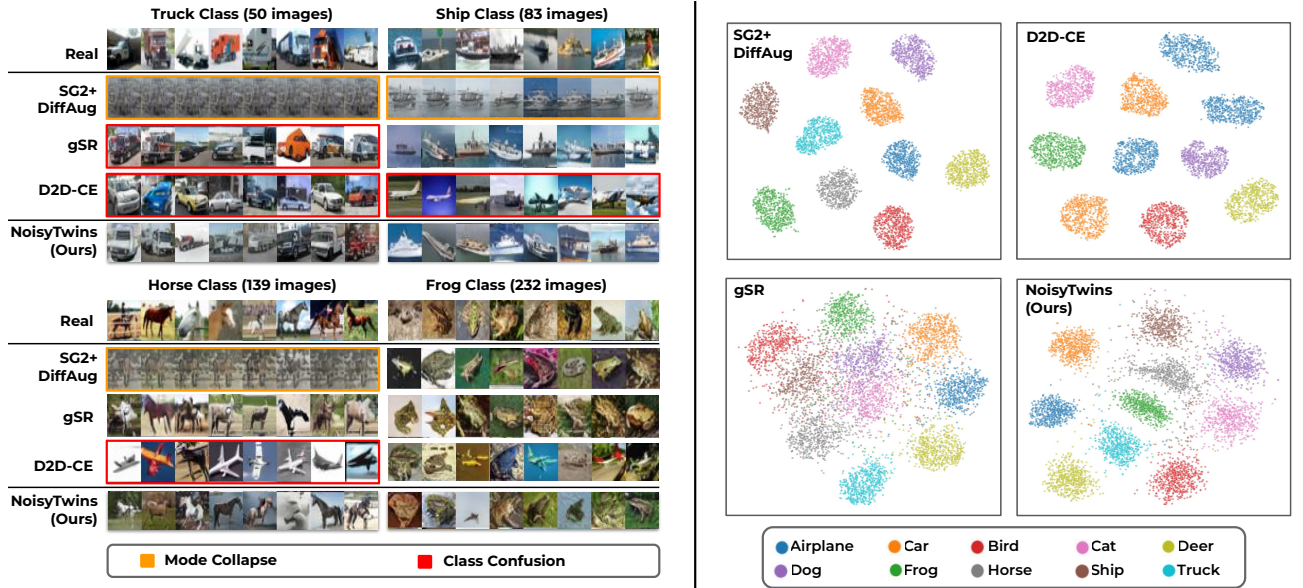 Truck Class (50 images)
Ship Class (83 images)
Real
SG2+
DiffAug
gSR
D2D-CE
NoisyTwins
(Ours)
Horse Class (139 images)
Frog Class (232 images)
Real
SG2+
DiffAug
gSR
D2D-CE
NoisyTwins
(Ours)
Mode Collapse
Class Confusion
SG2+
DiffAug
D2D-CE
gSR
NoisyTwins
(Ours)
Airplane
Car
Bird
Cat
Deer
Dog
Frog
Horse
Ship
Truck